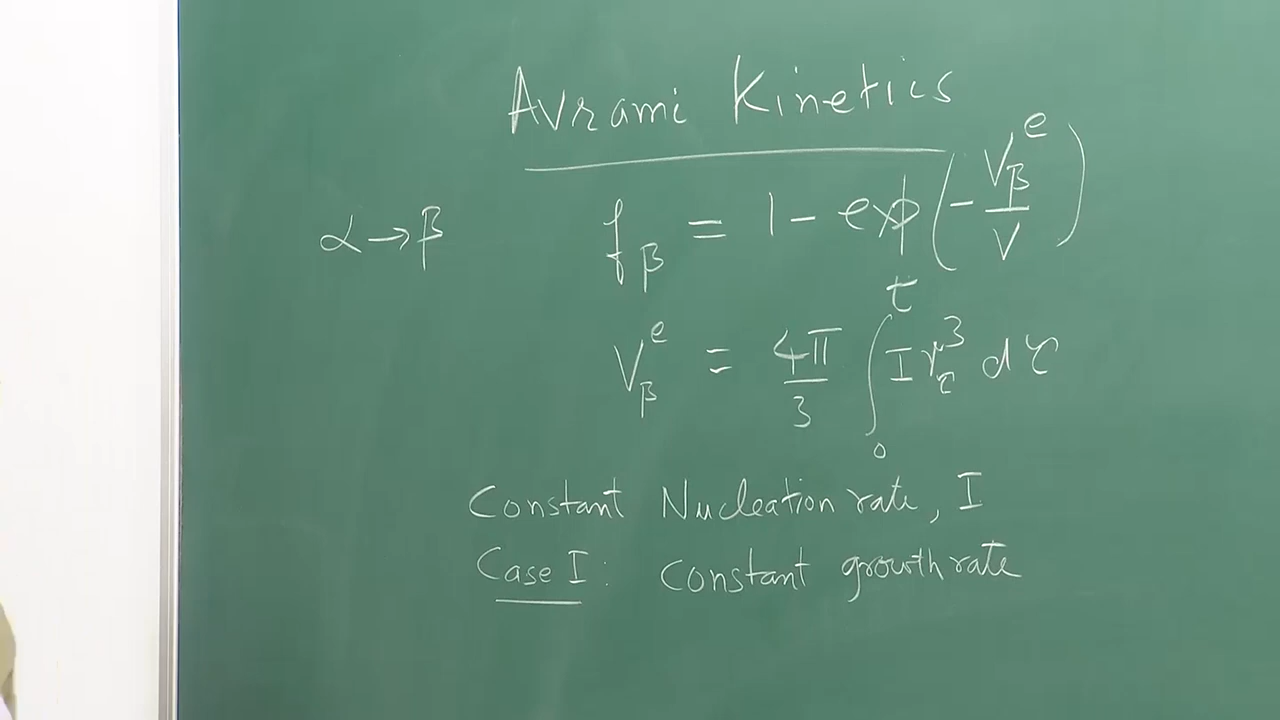 Avrami Kinetics
α→β f_β = 1 - exp(-V_β^e/V)
V_β^e = 4π/3 ∫_0^t I r_τ^3 dτ
Constant Nucleation rate, I
Case I: Constant growth rate